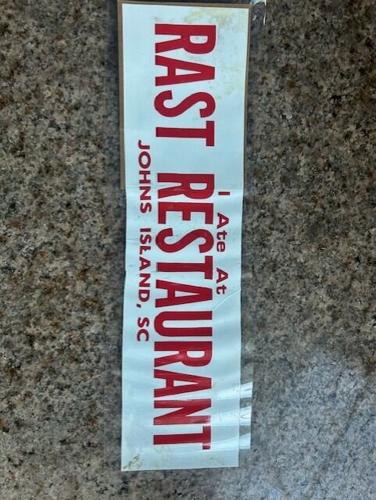 I Ate At
RAST RESTAURANT
JOHNS ISLAND, SC